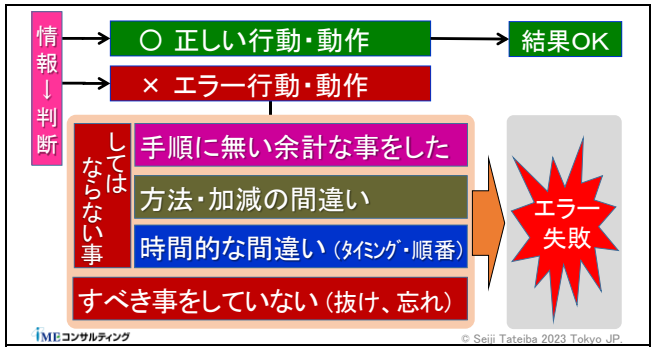 情報→判断
○ 正しい行動・動作
結果OK
× エラー行動・動作
してはならない事
手順に無い余計な事をした
方法・加減の間違い
時間的な間違い（タイミング・順番）
すべき事をしていない（抜け、忘れ）
エラー
失敗
iMEコンサルティング
© Seiji Tateiba 2023 Tokyo JP.